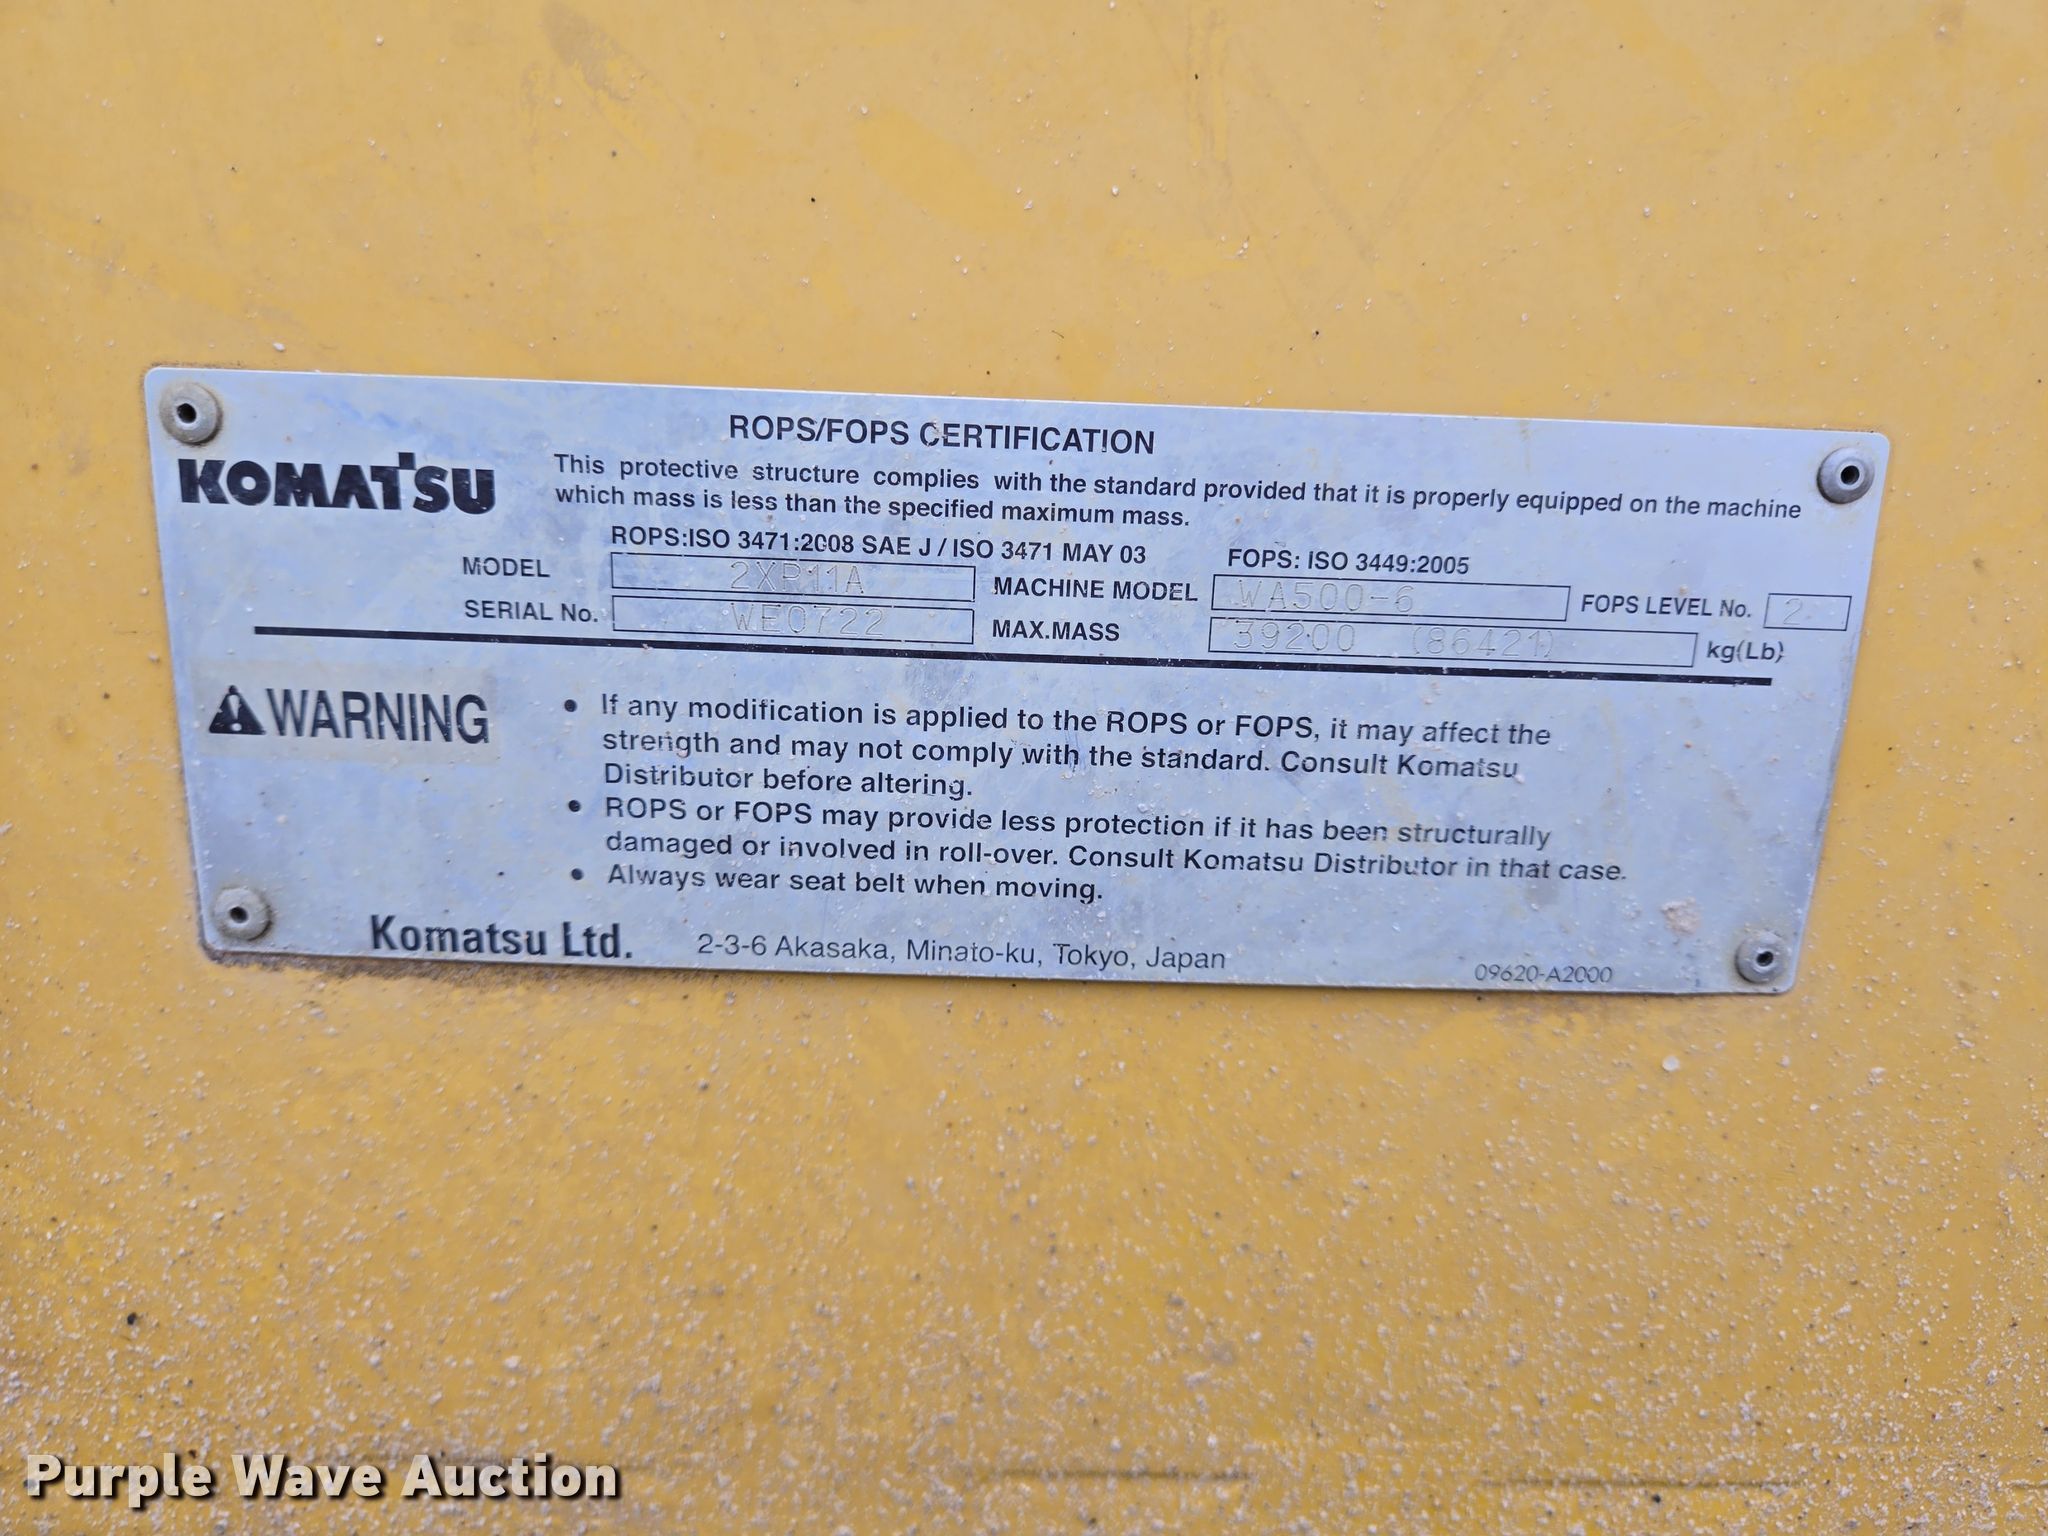 ROPS/FOPS CERTIFICATION
KOMATSU
This protective structure complies with the standard provided that it is properly equipped on the machine
which mass is less than the specified maximum mass.
ROPS:ISO 3471:2008 SAE J / ISO 3471 MAY 03 FOPS: ISO 3449:2005
MODEL 2XR11A MACHINE MODEL WA500-6 FOPS LEVEL No. 2
SERIAL No. WE0722 MAX.MASS 39200 (86421) kg(Lb)
WARNING
• If any modification is applied to the ROPS or FOPS, it may affect the
strength and may not comply with the standard. Consult Komatsu
Distributor before altering.
• ROPS or FOPS may provide less protection if it has been structurally
damaged or involved in roll-over. Consult Komatsu Distributor in that case.
• Always wear seat belt when moving.
Komatsu Ltd. 2-3-6 Akasaka, Minato-ku, Tokyo, Japan
09620-A2000
Purple Wave Auction